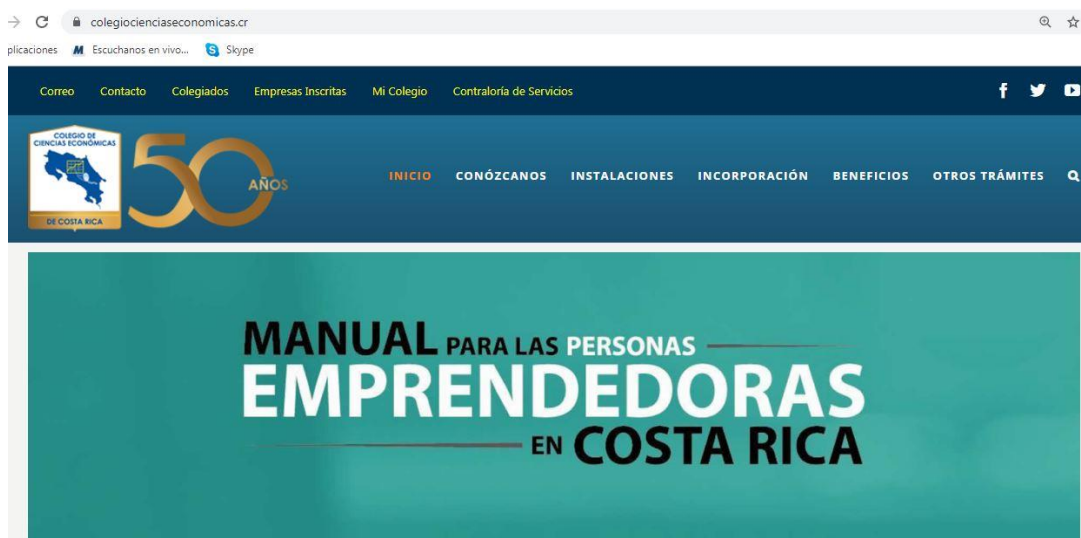 colegiocienciaseconomicas.cr
plicaciones Escuchanos en vivo... Skype
Correo Contacto Colegiados Empresas Inscritas Mi Colegio Contraloría de Servicios
COLEGIO DE
CIENCIAS ECONÓMICAS
DE COSTA RICA
50 AÑOS
INICIO CONÓZCANOS INSTALACIONES INCORPORACIÓN BENEFICIOS OTROS TRÁMITES
MANUAL PARA LAS PERSONAS
EMPRENDEDORAS
EN COSTA RICA